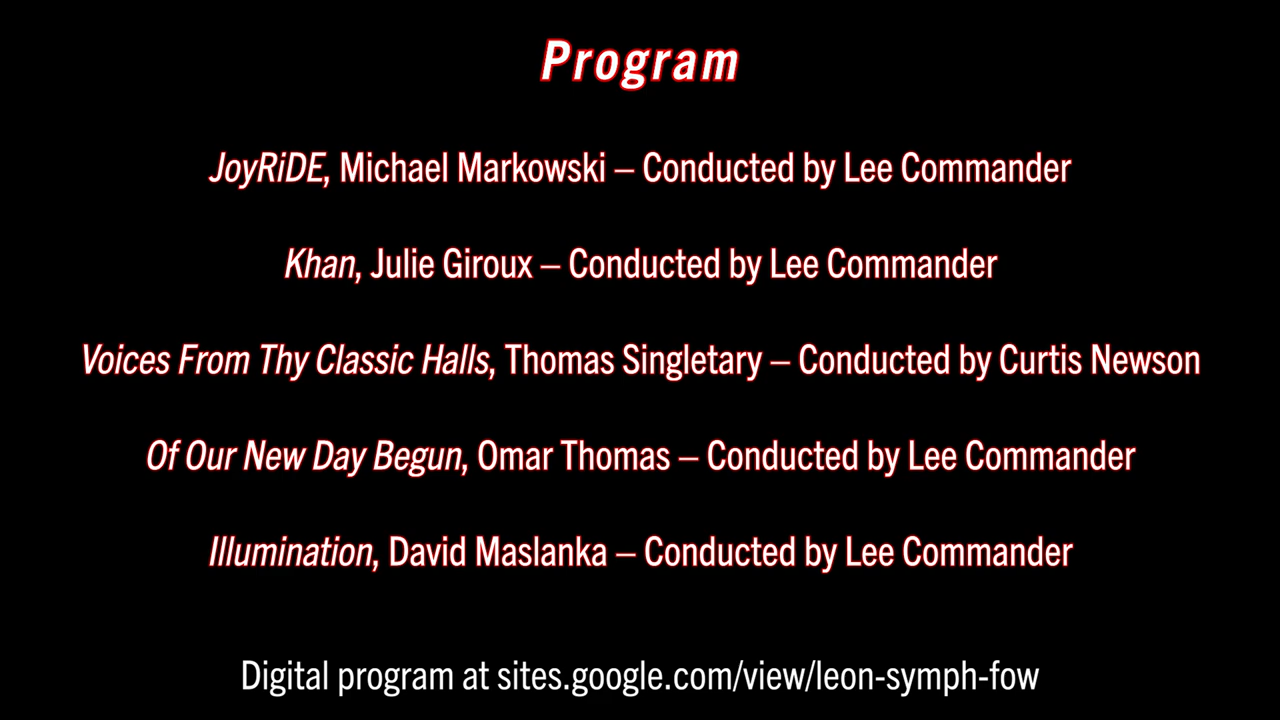 Program
JoyRiDE, Michael Markowski – Conducted by Lee Commander
Khan, Julie Giroux – Conducted by Lee Commander
Voices From Thy Classic Halls, Thomas Singletary – Conducted by Curtis Newson
Of Our New Day Begun, Omar Thomas – Conducted by Lee Commander
Illumination, David Maslanka – Conducted by Lee Commander
Digital program at sites.google.com/view/leon-symph-fow